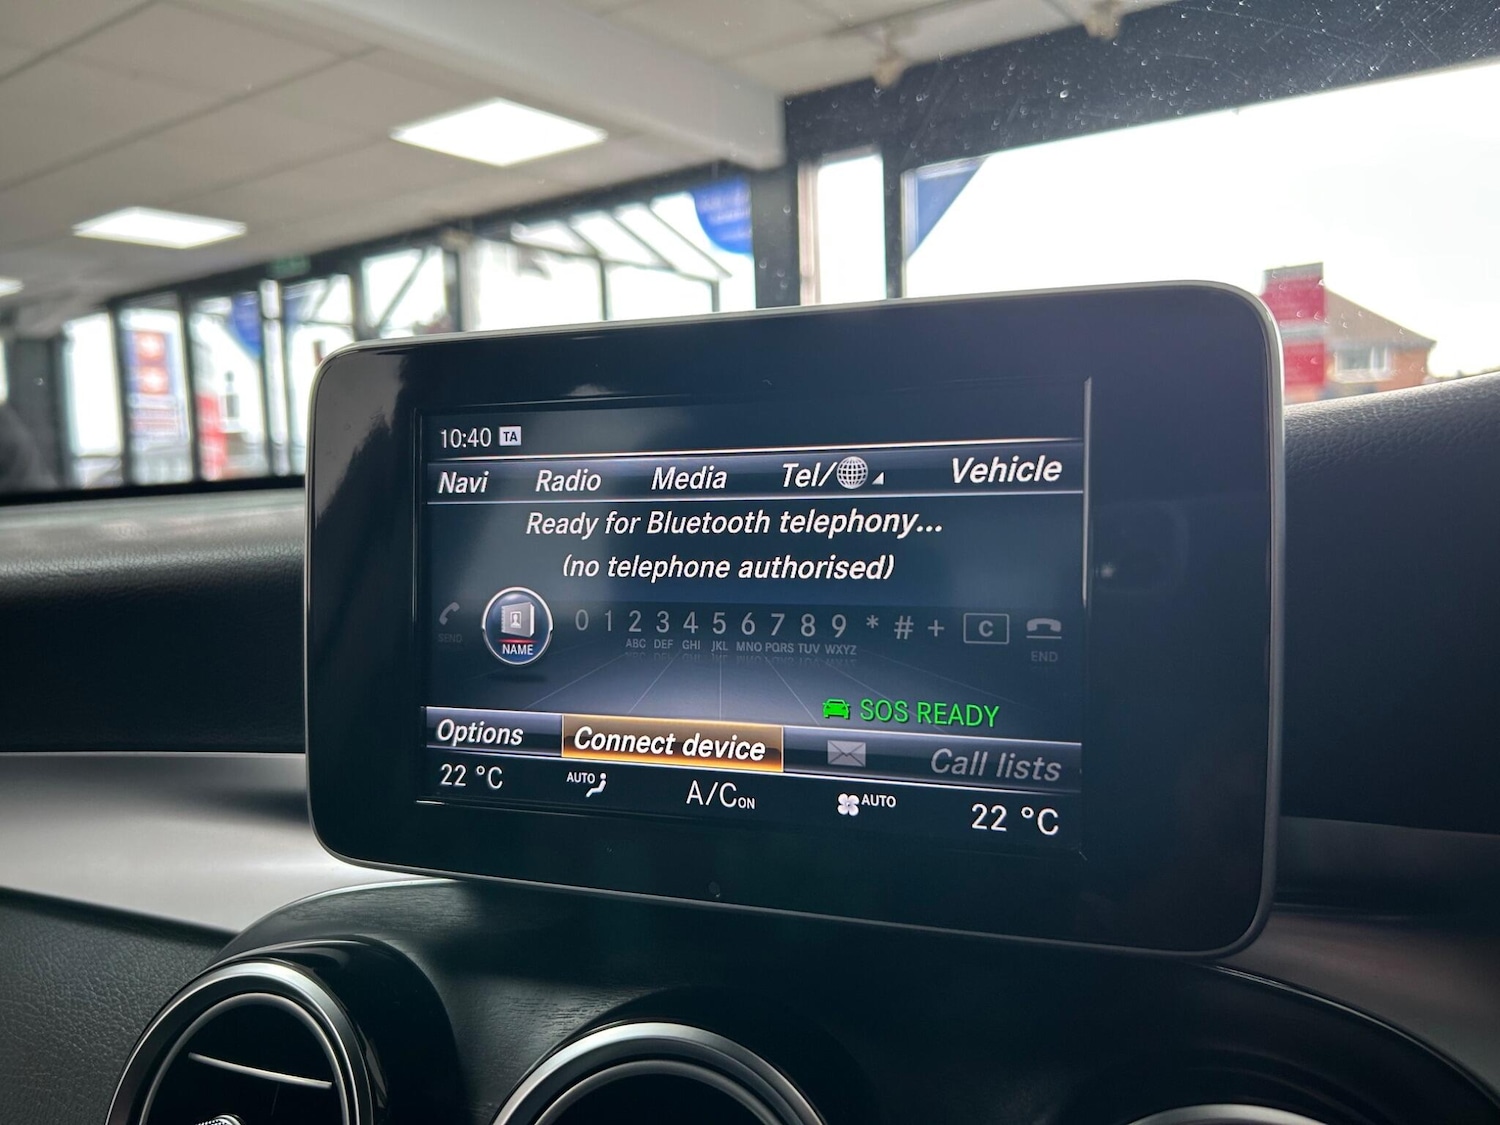 10:40 TA
Navi Radio Media Tel/ Vehicle
Ready for Bluetooth telephony...
(no telephone authorised)
SEND NAME 0 1 2 3 4 5 6 7 8 9 * # + C END
ABC DEF GHI JKL MNO PQRS TUV WXYZ
SOS READY
Options Connect device Call lists
22 °C AUTO A/C ON AUTO 22 °C